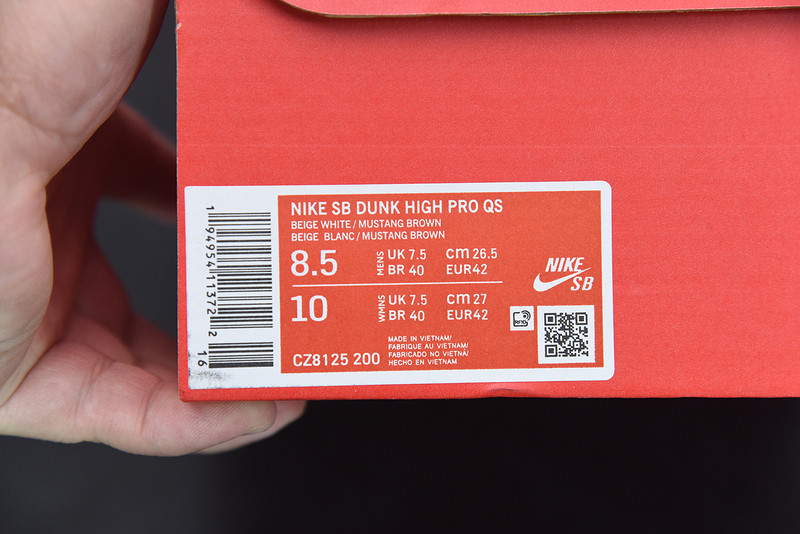 NIKE SB DUNK HIGH PRO QS
BEIGE WHITE / MUSTANG BROWN
BEIGE BLANC / MUSTANG BROWN
8.5 MENS UK 7.5 cm 26.5
BR 40 EUR42
10 WMNS UK 7.5 cm 27
BR 40 EUR42
CZ8125 200
MADE IN VIETNAM/
FABRIQUE AU VIETNAM/
FABRICADO NO VIETNÃ/
HECHO EN VIETNAM
NIKE
SB
1 94954 11372 2
16